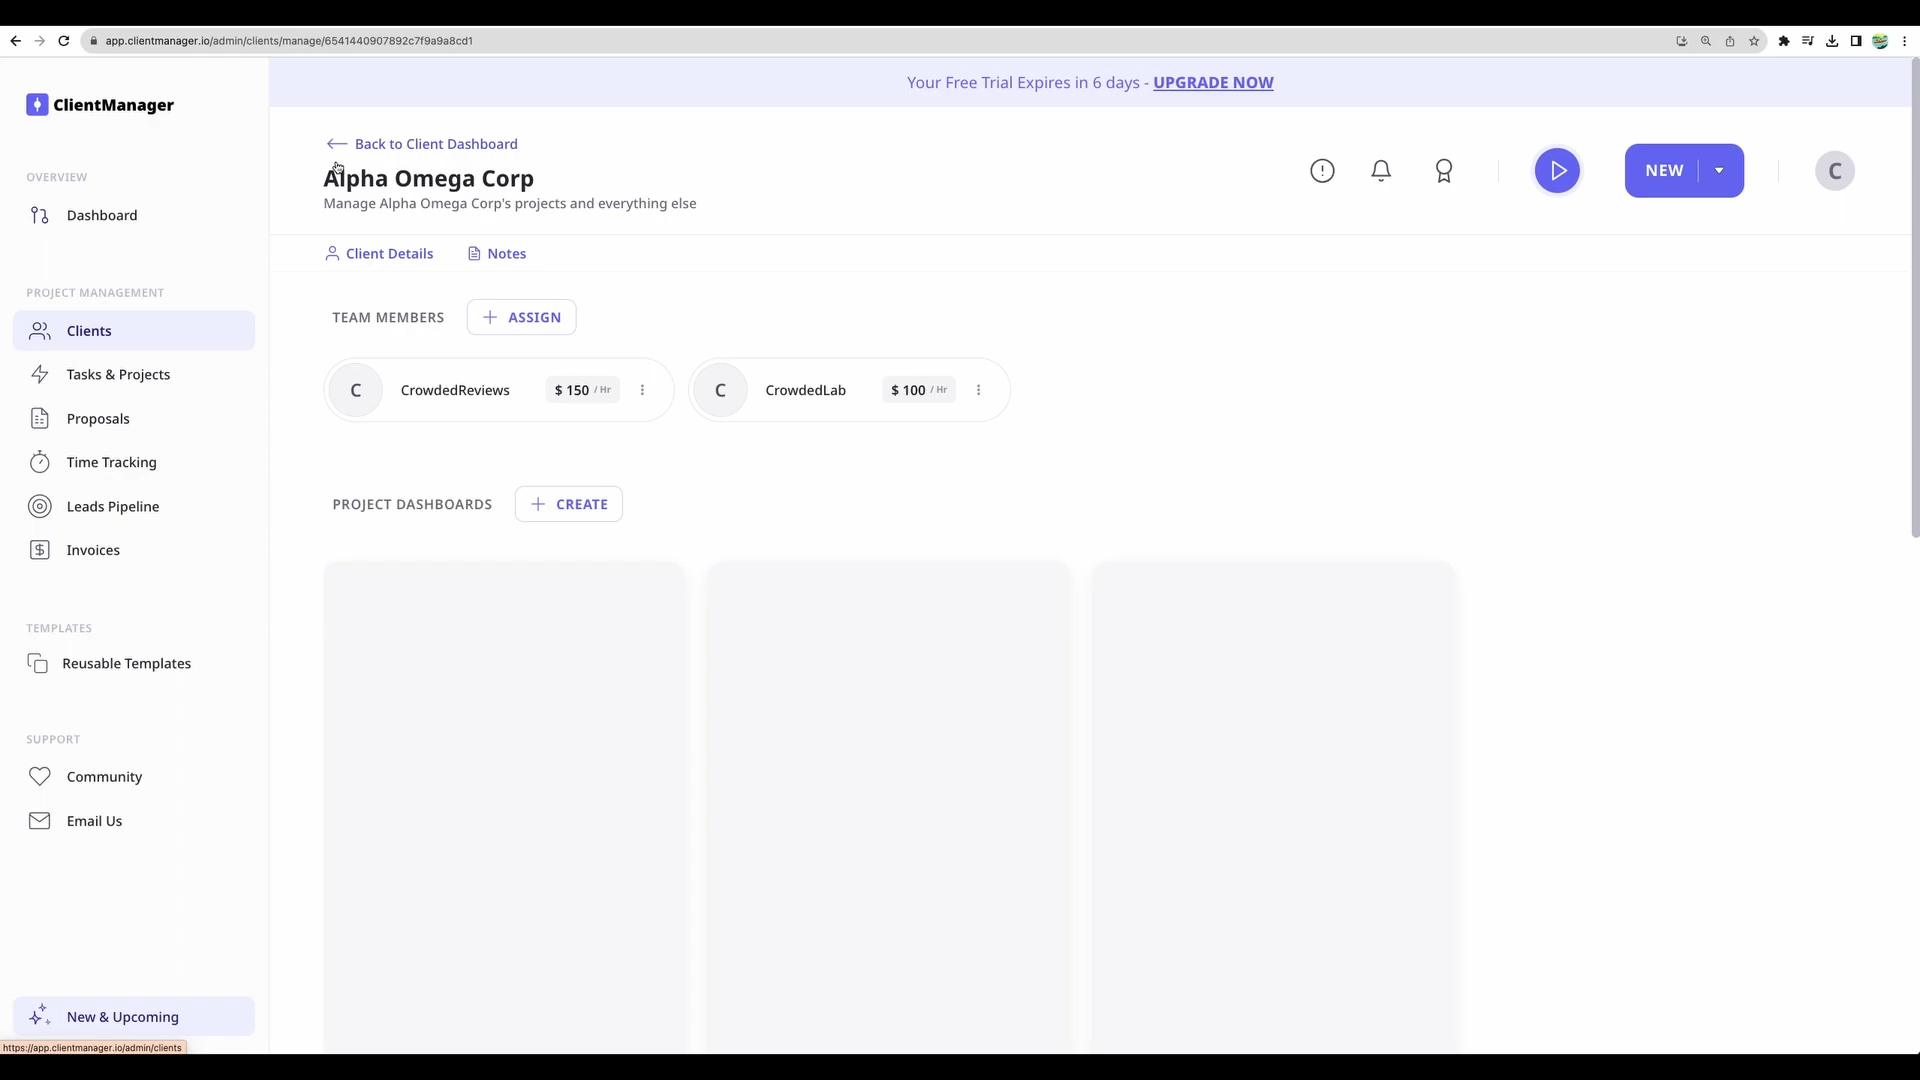 app.clientmanager.io/admin/clients/manage/6541440907892c7f9a9a8cd1
ClientManager
Your Free Trial Expires in 6 days - UPGRADE NOW
Back to Client Dashboard
Alpha Omega Corp
Manage Alpha Omega Corp's projects and everything else
NEW
C
OVERVIEW
Dashboard
Client Details
Notes
PROJECT MANAGEMENT
Clients
Tasks & Projects
Proposals
Time Tracking
Leads Pipeline
Invoices
TEAM MEMBERS
ASSIGN
C
CrowdedReviews
$ 150 / Hr
C
CrowdedLab
$ 100 / Hr
PROJECT DASHBOARDS
CREATE
TEMPLATES
Reusable Templates
SUPPORT
Community
Email Us
New & Upcoming
https://app.clientmanager.io/admin/clients